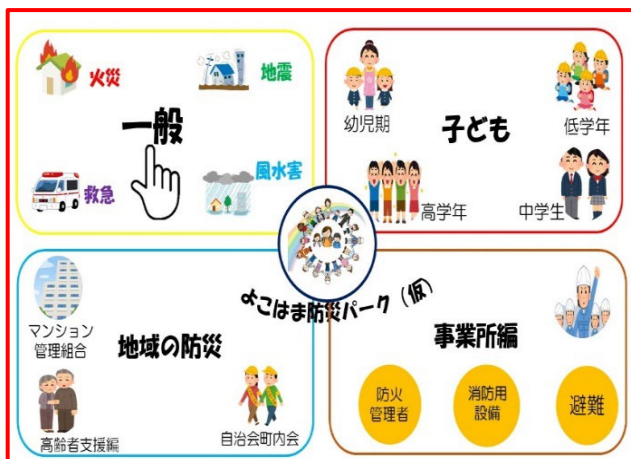 火災
地震
一般
救急
風水害
幼児期
子ども
低学年
高学年
中学生
よこはま防災パーク（仮）
マンション
管理組合
地域の防災
高齢者支援編
自治会町内会
事業所編
防火
管理者
消防用
設備
避難